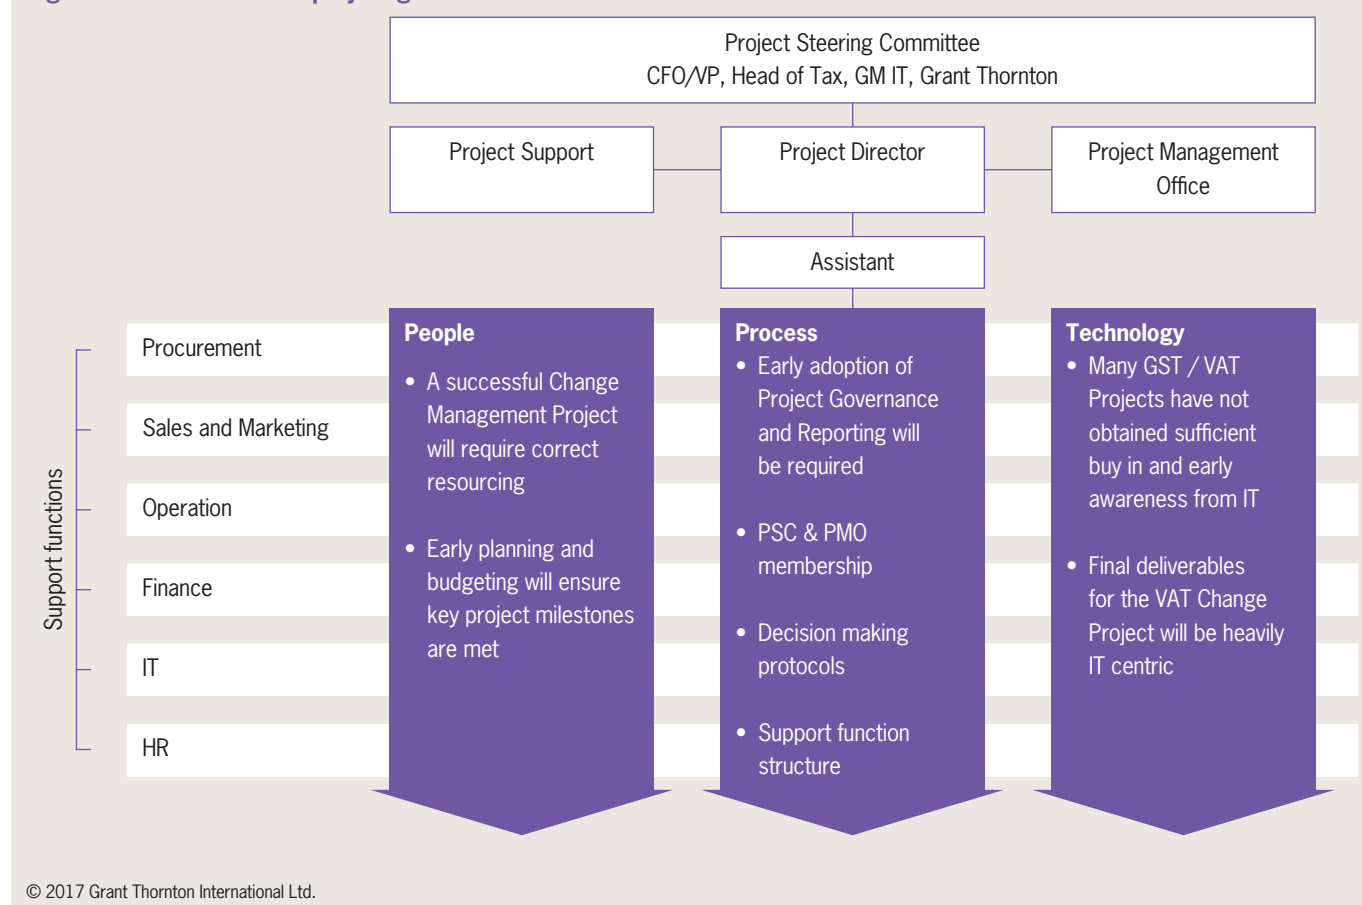 Project Steering Committee
CFO/VP, Head of Tax, GM IT, Grant Thornton
Project Support
Project Director
Project Management
Office
Assistant
Support functions
Procurement
Sales and Marketing
Operation
Finance
IT
HR
People
• A successful Change
Management Project
will require correct
resourcing
• Early planning and
budgeting will ensure
key project milestones
are met
Process
• Early adoption of
Project Governance
and Reporting will
be required
• PSC & PMO
membership
• Decision making
protocols
• Support function
structure
Technology
• Many GST / VAT
Projects have not
obtained sufficient
buy in and early
awareness from IT
• Final deliverables
for the VAT Change
Project will be heavily
IT centric
© 2017 Grant Thornton International Ltd.